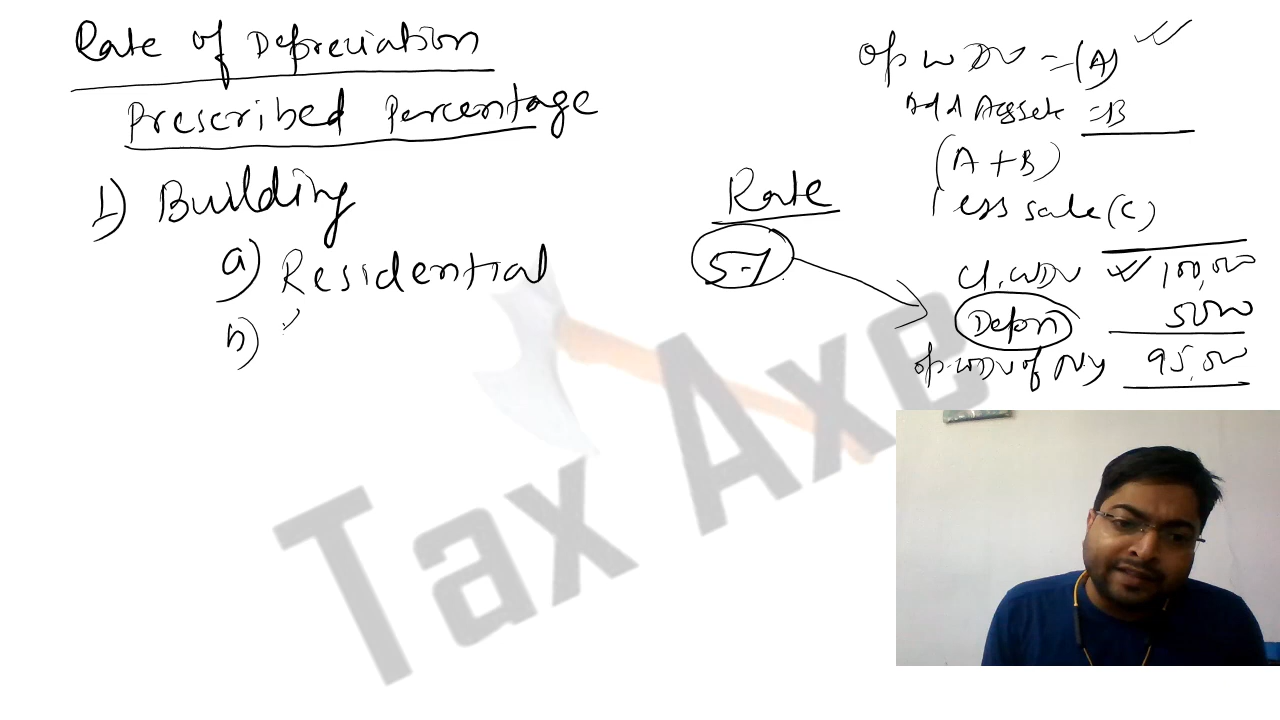 Rate of Depreciation
Prescribed Percentage
1) Building
a) Residential
b)
Rate
5%
op WDV = (A)
Add Asset = B
(A + B)
less sale (C)
Cl. WDV 100,000
Depn 5000
op. WDV of Ny 95,000
Tax Axe